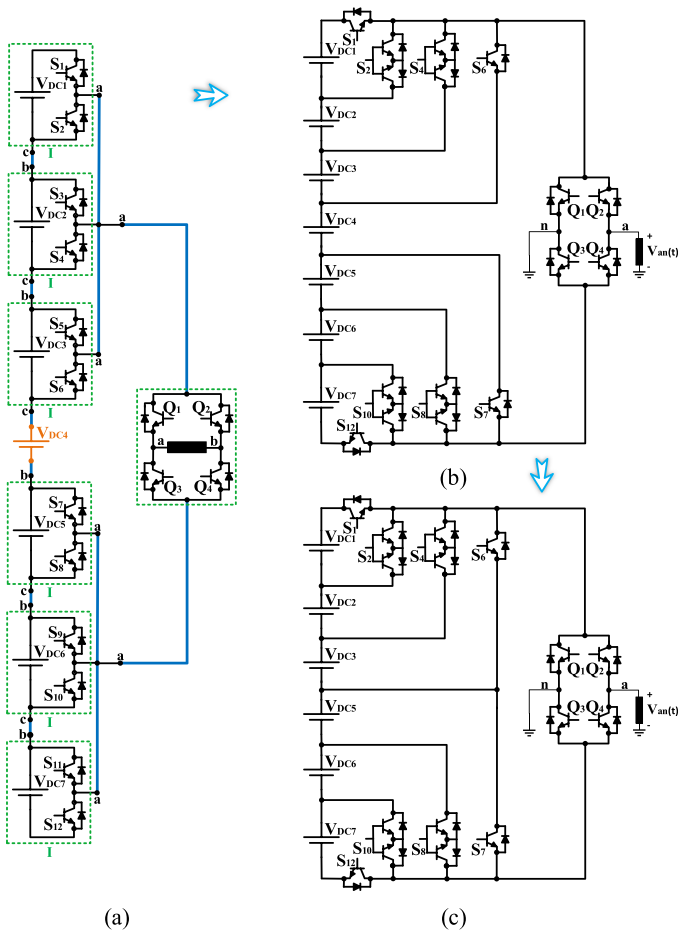 S1
VDC1
a
S2
c
I
b
S3
VDC2
a
S4
c
I
b
S5
VDC3
a
S6
c
I
VDC4
b
S7
VDC5
a
S8
c
I
b
S9
VDC6
a
S10
c
I
b
S11
VDC7
a
S12
I
Q1 Q2
a b
Q3 Q4
(a)
S1
VDC1
S2 S4 S6
VDC2
VDC3
VDC4
VDC5
VDC6
VDC7
S10 S8 S7
S12
Q1 Q2
n a
+
Q3 Q4 Van(t)
-
(b)
S1
VDC1
S2 S4 S6
VDC2
VDC3
VDC5
VDC6
VDC7
S10 S8 S7
S12
Q1 Q2
n a
+
Q3 Q4 Van(t)
-
(c)